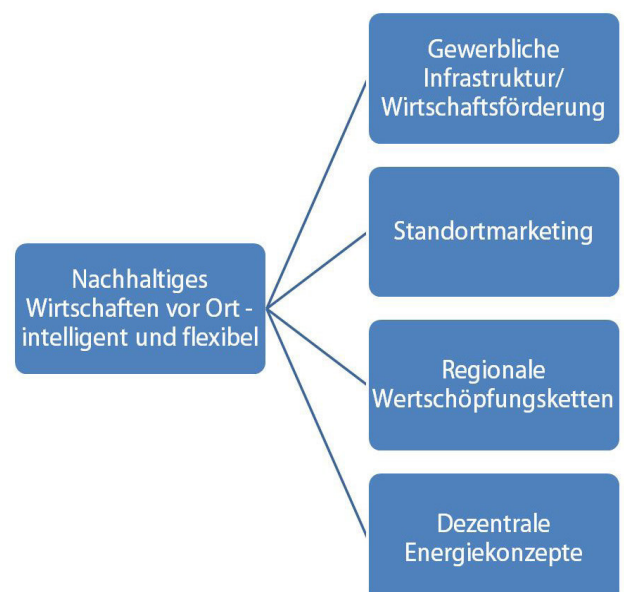 Gewerbliche
Infrastruktur/
Wirtschaftsförderung
Standortmarketing
Nachhaltiges
Wirtschaften vor Ort -
intelligent und flexibel
Regionale
Wertschöpfungsketten
Dezentrale
Energiekonzepte